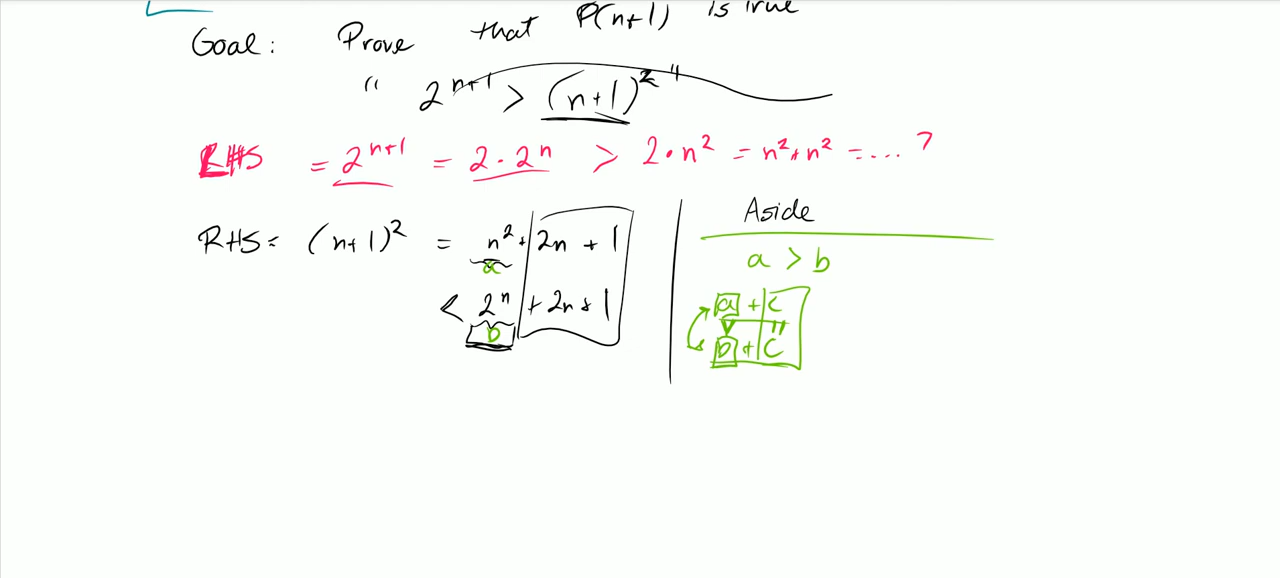 Goal: Prove that P(n+1) is true
" 2^{n+1} > (n+1)^2 "
= 2^{n+1} = 2 · 2^n > 2 · n^2 = n^2 + n^2 = .... ?
RHS = (n+1)^2 = n^2 + 2n + 1
a
< 2^n + 2n + 1
b
Aside
a > b
a + c
b + c